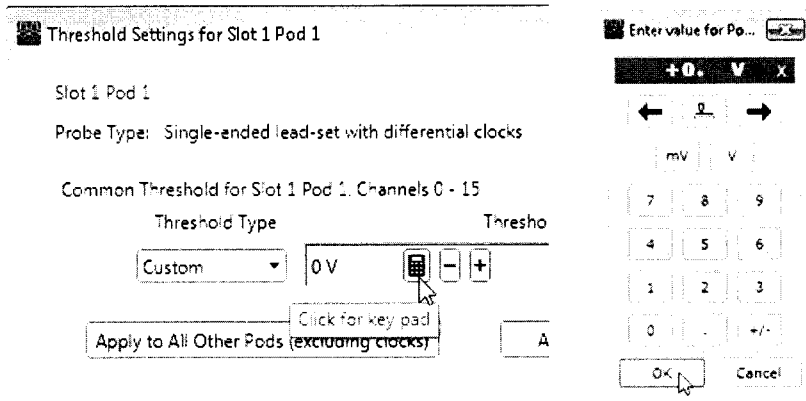 Threshold Settings for Slot 1 Pod 1
Slot 1 Pod 1
Probe Type: Single-ended lead-set with differential clocks
Common Threshold for Slot 1 Pod 1, Channels 0 - 15
Threshold Type Thresho
Custom 0 V - +
Click for key pad
Apply to All Other Pods (excluding clocks) A
Enter value for Po...
+0. V X
mV V
7 8 9
4 5 6
1 2 3
0 . +/-
OK Cancel